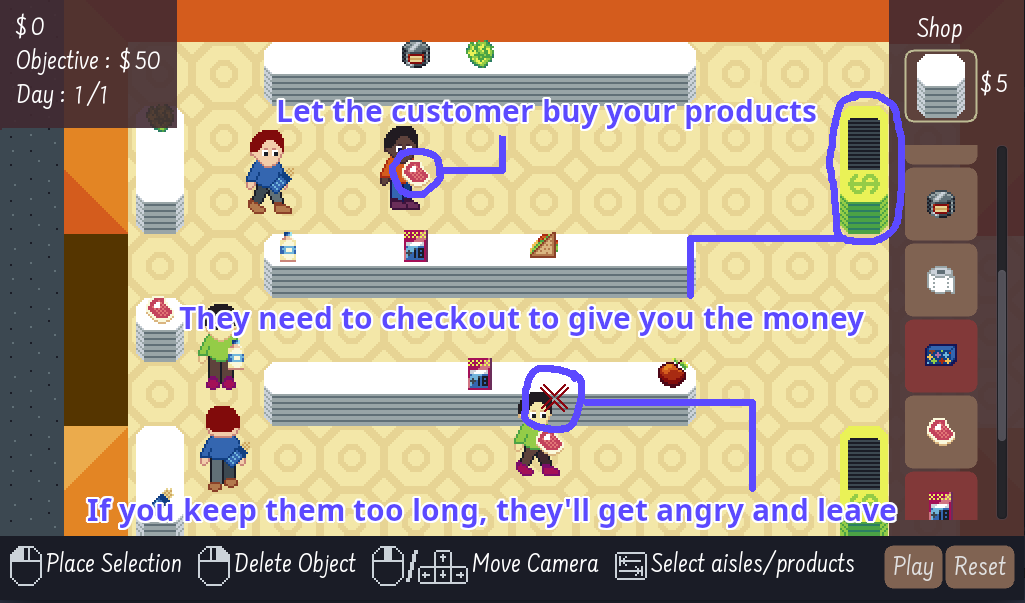 $0
Objective : $50
Day : 1/1
Shop
$5
Let the customer buy your products
$
+18
They need to checkout to give you the money
+18
If you keep them too long, they'll get angry and leave
Place Selection
Delete Object
/
Move Camera
Select aisles/products
Play
Reset